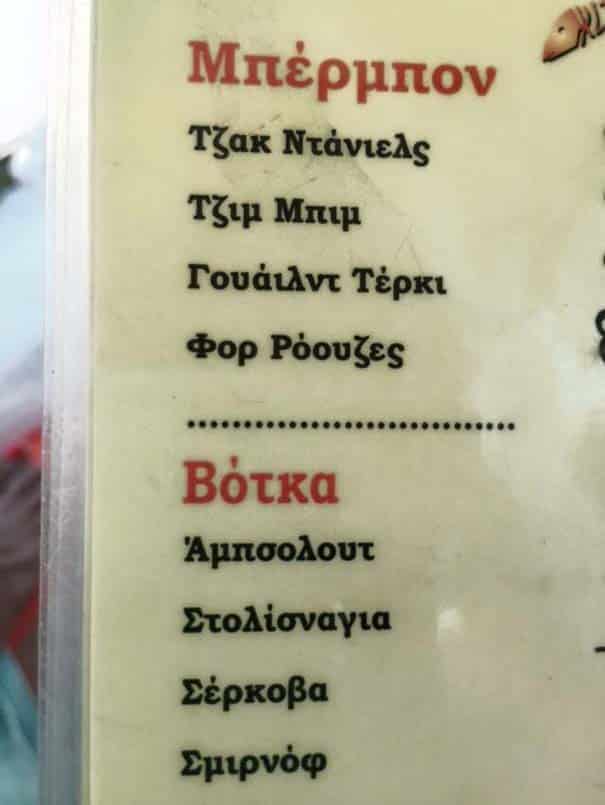 Μπέρμπον
Τζακ Ντάνιελς
Τζιμ Μπιμ
Γουάιλντ Τέρκι
Φορ Ρόουζες
..............................
Βότκα
Άμπσολουτ
Στολίσναγια
Σέρκοβα
Σμιρνόφ